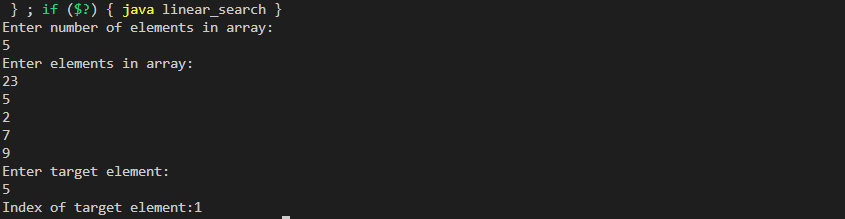 } ; if ($?) { java linear_search }
Enter number of elements in array:
5
Enter elements in array:
23
5
2
7
9
Enter target element:
5
Index of target element:1